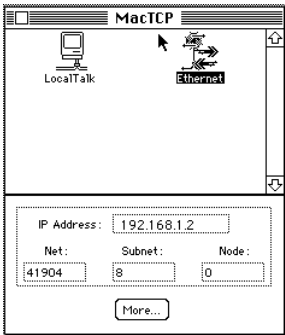 MacTCP
LocalTalk Ethernet
IP Address: 192.168.1.2
Net: Subnet: Node:
41904 8 0
More...